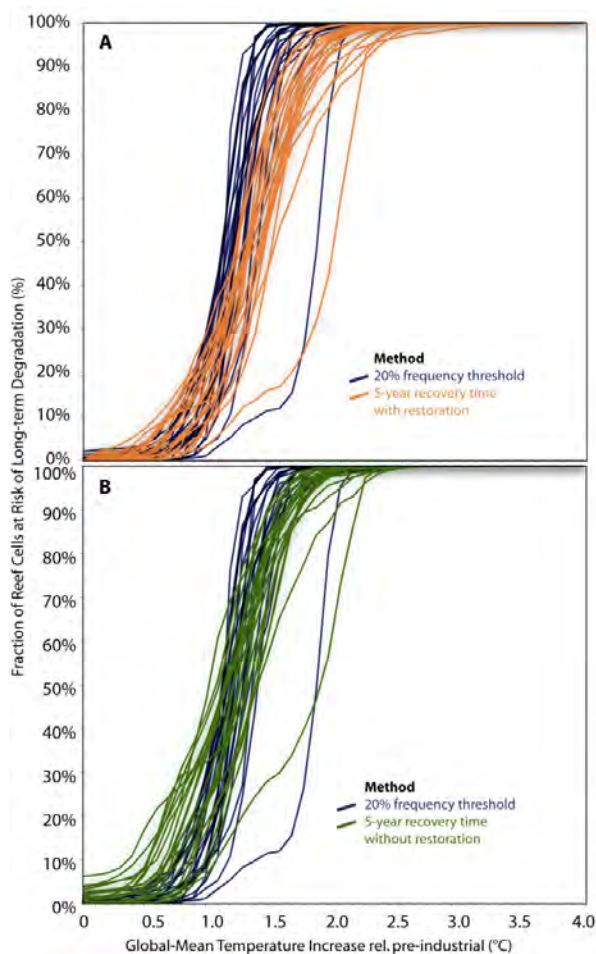 A
100%
90%
80%
70%
60%
50%
40%
30%
20%
10%
0%
Method
20% frequency threshold
5-year recovery time
with restoration
B
100%
90%
80%
70%
60%
50%
40%
30%
20%
10%
0%
Method
20% frequency threshold
5-year recovery time
without restoration
Fraction of Reef Cells at Risk of Long-term Degradation (%)
0 0.5 1.0 1.5 2.0 2.5 3.0 3.5 4.0
Global-Mean Temperature Increase rel. pre-industrial (°C)